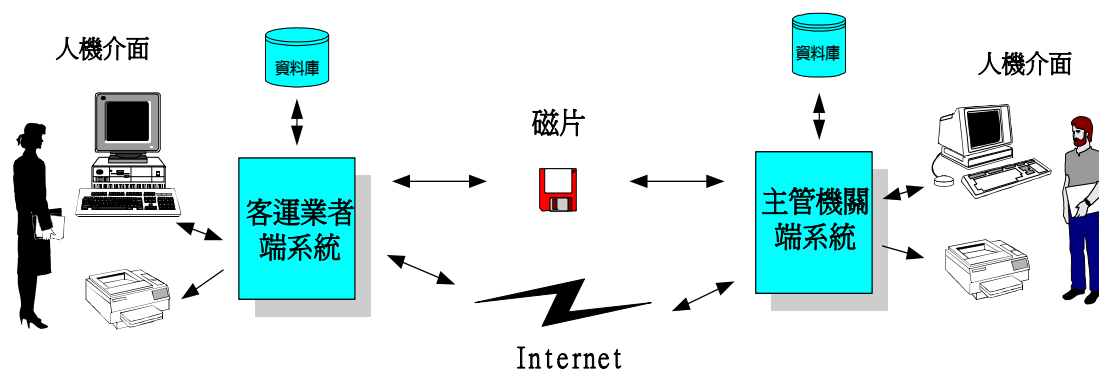 人機介面
資料庫
資料庫
人機介面
磁片
客運業者
端系統
主管機關
端系統
Internet